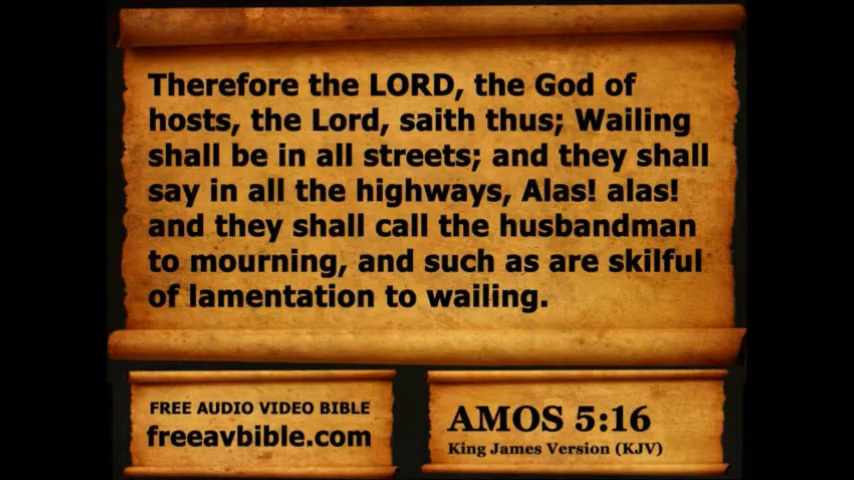 Therefore the LORD, the God of
hosts, the Lord, saith thus; Wailing
shall be in all streets; and they shall
say in all the highways, Alas! alas!
and they shall call the husbandman
to mourning, and such as are skilful
of lamentation to wailing.
FREE AUDIO VIDEO BIBLE
freeavbible.com
AMOS 5:16
King James Version (KJV)